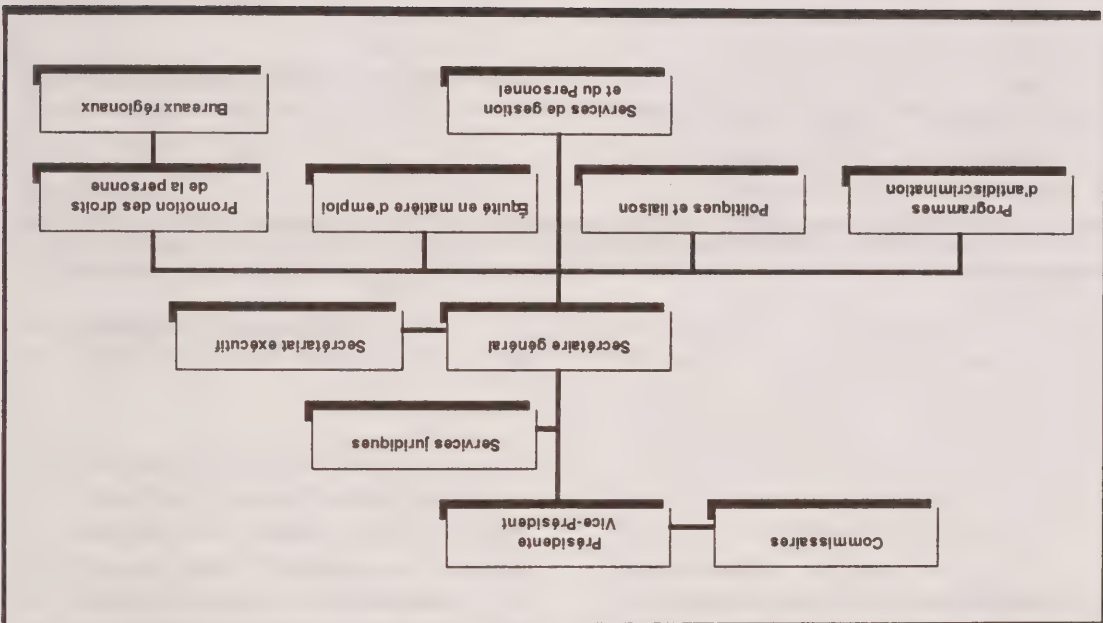 Commissaires
Présidente
Vice-Président
Services juridiques
Secrétaire général
Secrétariat exécutif
Programmes
d'antidiscrimination
Politiques et liaison
Équité en matière d'emploi
Promotion des droits
de la personne
Services de gestion
et du Personnel
Bureaux régionaux